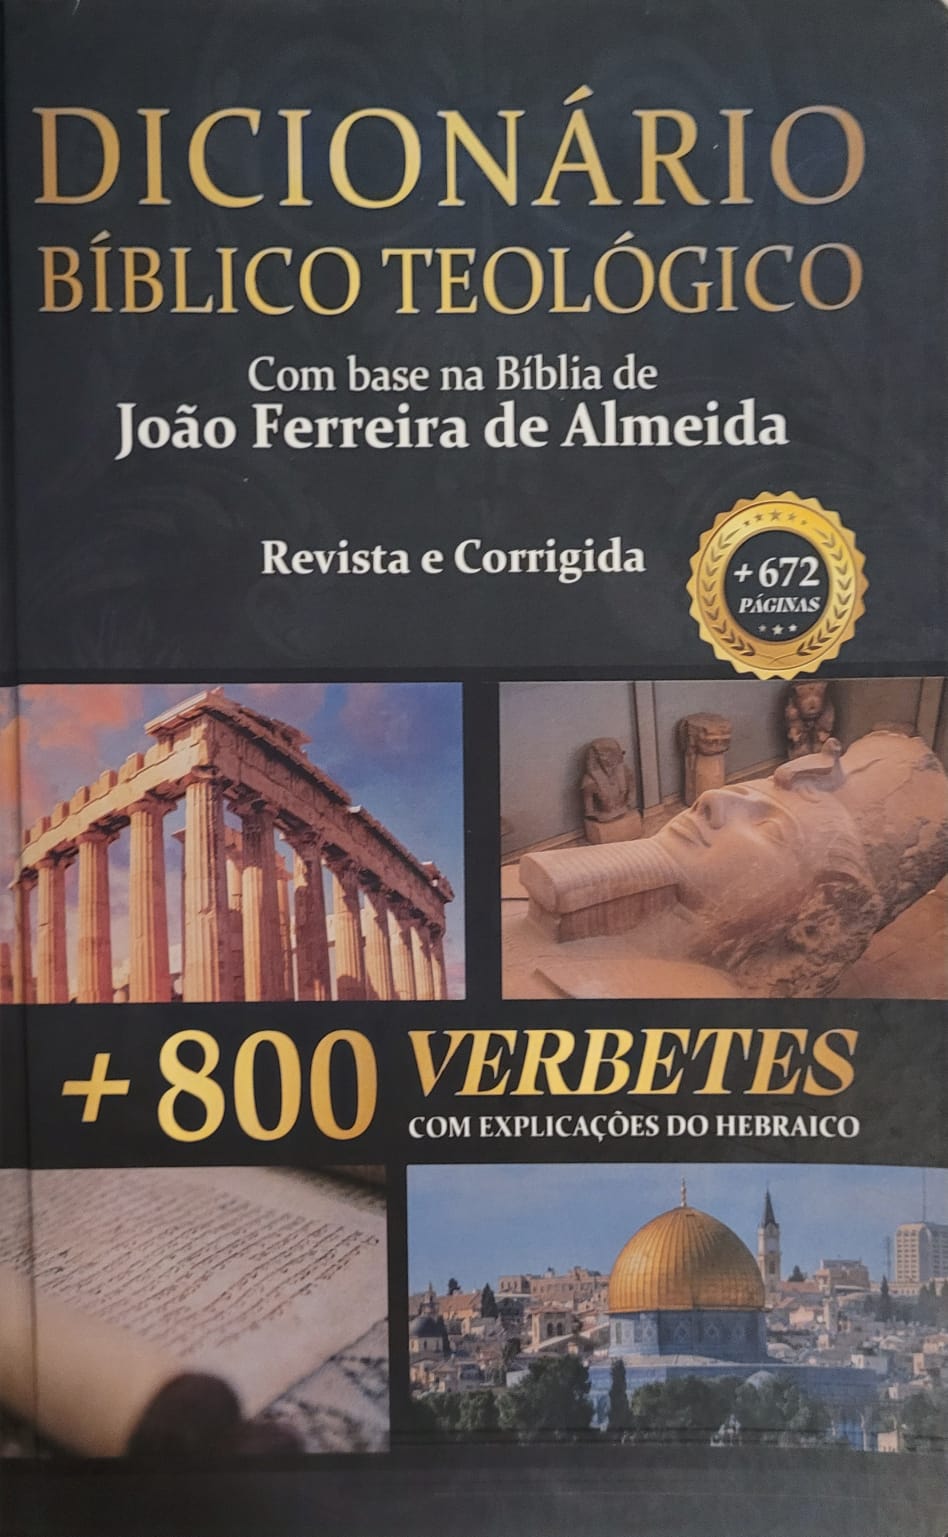 DICIONÁRIO
BÍBLICO TEOLÓGICO
Com base na Bíblia de
João Ferreira de Almeida
Revista e Corrigida
+ 672
PÁGINAS
+ 800 VERBETES
COM EXPLICAÇÕES DO HEBRAICO